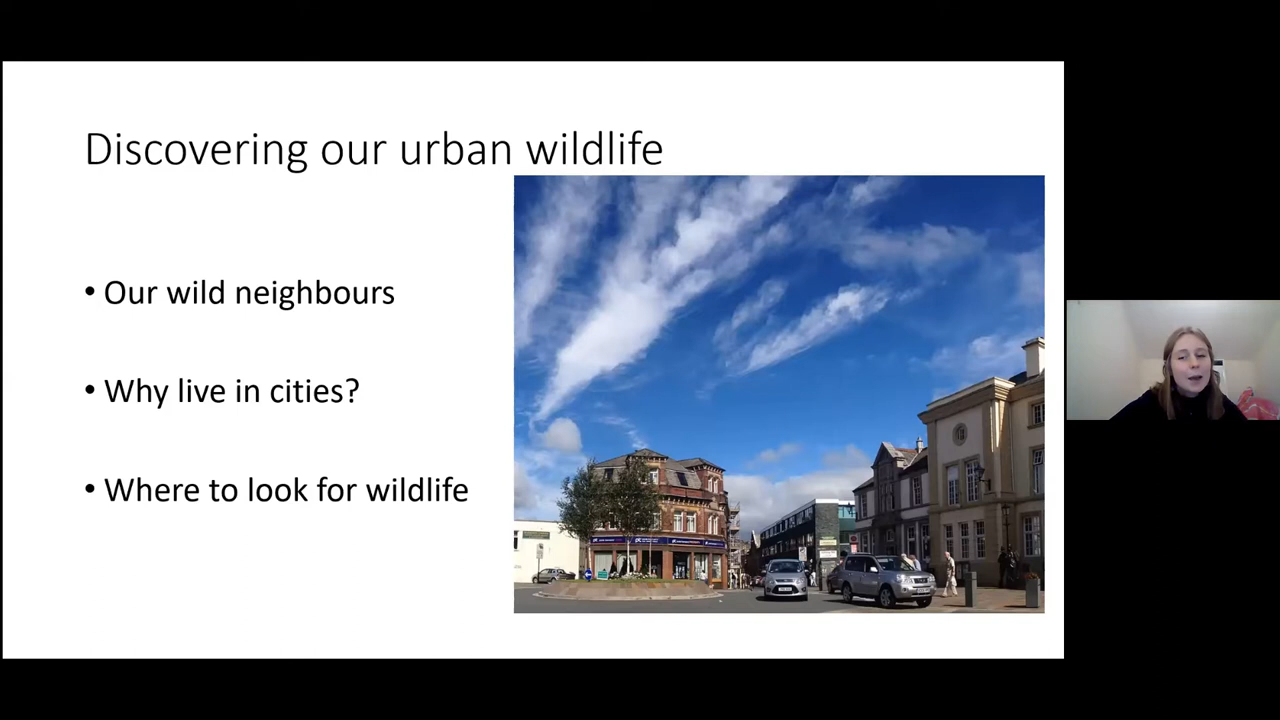 Discovering our urban wildlife
• Our wild neighbours
• Why live in cities?
• Where to look for wildlife